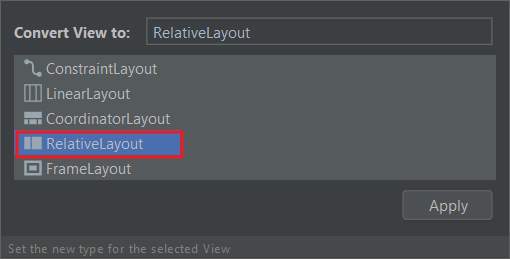 Convert View to: RelativeLayout
ConstraintLayout
LinearLayout
CoordinatorLayout
RelativeLayout
FrameLayout
Apply
Set the new type for the selected View